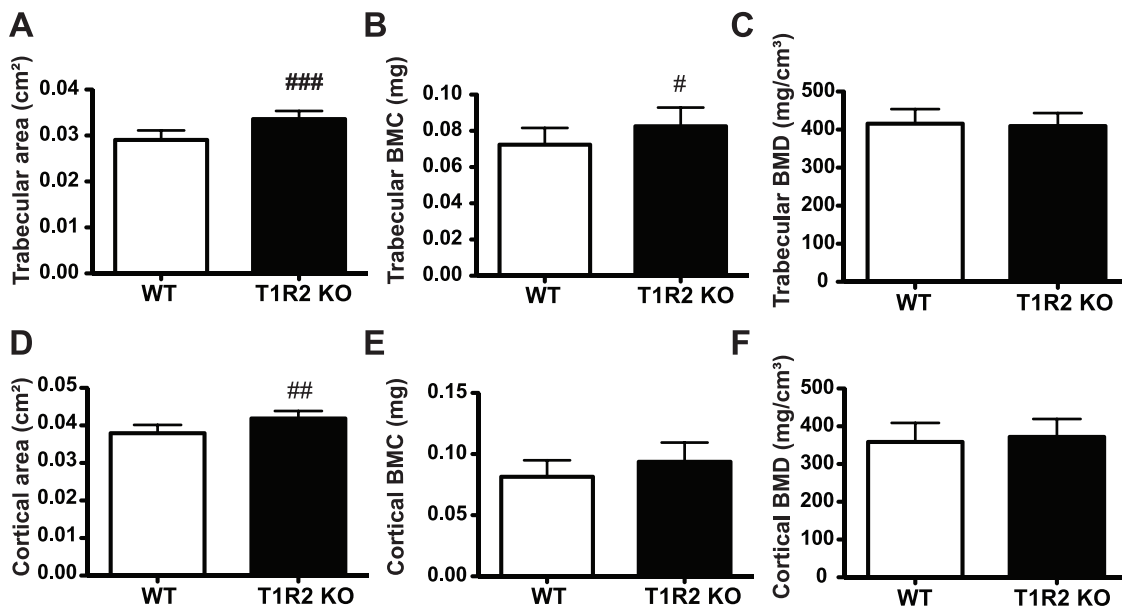 A
Trabecular area (cm²)
0.04
0.03
0.02
0.01
0.00
###
WT
T1R2 KO
B
Trabecular BMC (mg)
0.10
0.08
0.06
0.04
0.02
0.00
#
WT
T1R2 KO
C
Trabecular BMD (mg/cm³)
500
400
300
200
100
0
WT
T1R2 KO
D
Cortical area (cm²)
0.05
0.04
0.03
0.02
0.01
0.00
##
WT
T1R2 KO
E
Cortical BMC (mg)
0.15
0.10
0.05
0.00
WT
T1R2 KO
F
Cortical BMD (mg/cm³)
500
400
300
200
100
0
WT
T1R2 KO